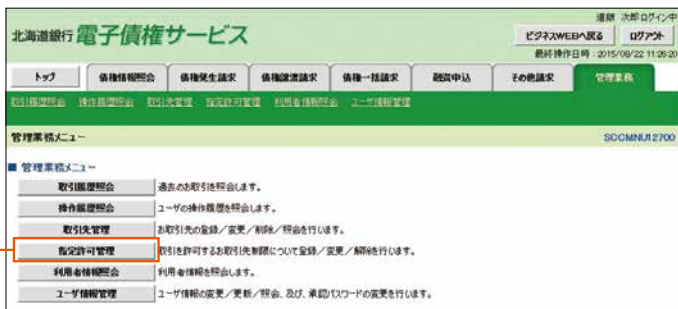 道銀 次郎 ログイン中
北海道銀行 電子債権サービス
ビジネスWEBへ戻る ログアウト
最終操作日時：2015/06/22 11:26:20
トップ 債権情報照会 債権発生請求 債権譲渡請求 債権一括請求 融資申込 その他請求 管理業務
取引履歴照会 操作履歴照会 取引先管理 指定許可管理 利用者情報照会 ユーザ情報管理
管理業務メニュー SCCMNU12700
■ 管理業務メニュー
取引履歴照会 過去のお取引を照会します。
操作履歴照会 ユーザの操作履歴を照会します。
取引先管理 お取引先の登録／変更／削除／照会を行います。
指定許可管理 取引を許可するお取引先制限について登録／変更／解除を行います。
利用者情報照会 利用者情報を照会します。
ユーザ情報管理 ユーザ情報の変更／更新／照会、及び、承認パスワードの変更を行います。